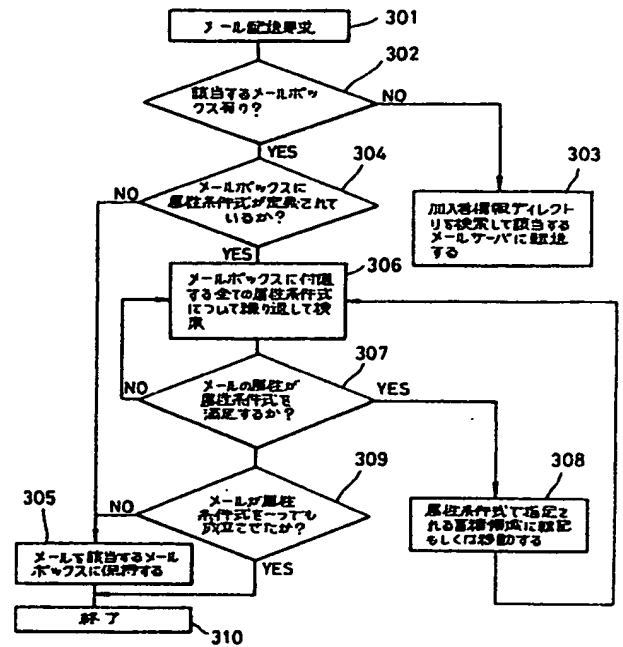 メール配送要求
301
302
該当するメールボッ
クス有り?
NO
YES
304
303
メールボックスに
属性条件式が定義されて
いるか?
NO
YES
加入者情報ディレクト
リを検索して該当する
メールサーバに転送
する
306
メールボックスに付随
する全ての属性条件式
について繰り返して検
索
307
メールの属性が
属性条件式を
満足するか?
NO
YES
309
308
メールが属性
条件式を一つでも
成立させたか?
NO
YES
属性条件式で指定さ
れる蓄積領域に転記
もしくは移動する
305
メールを該当するメール
ボックスに保持する
終了
310